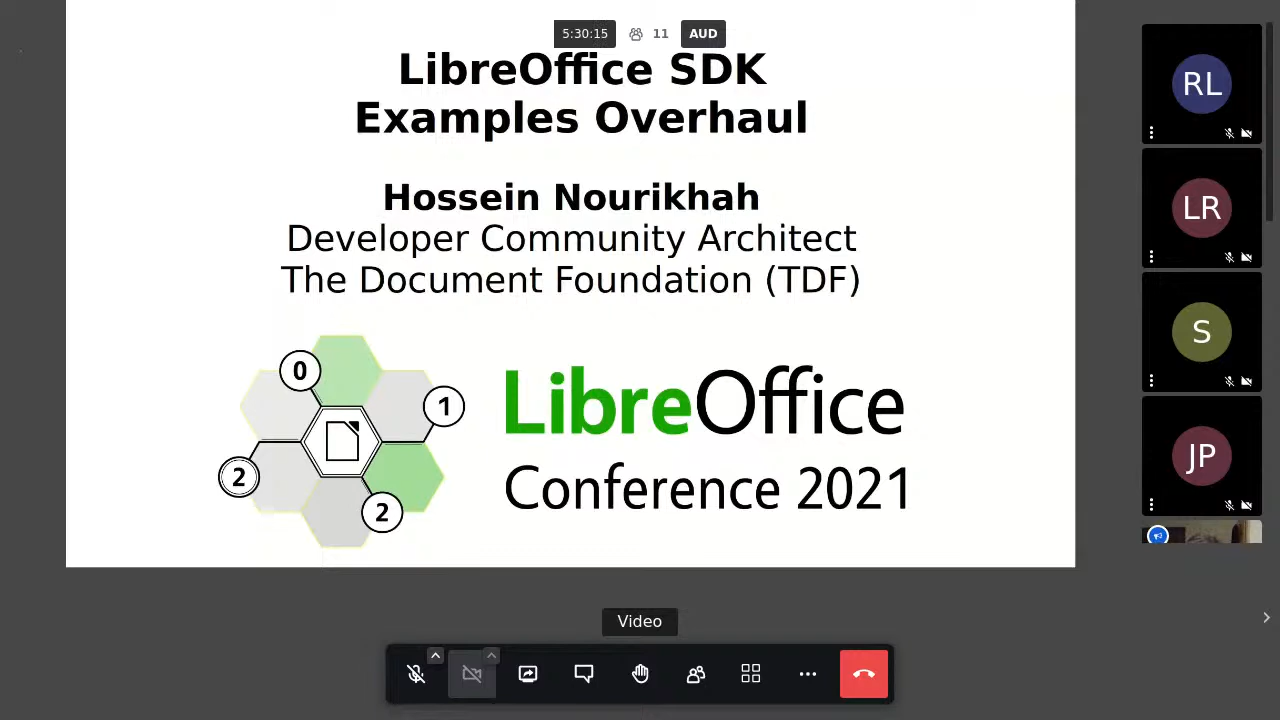 5:30:15
11
AUD
LibreOffice SDK
Examples Overhaul
Hossein Nourikhah
Developer Community Architect
The Document Foundation (TDF)
0
1
2
2
LibreOffice
Conference 2021
RL
LR
S
JP
Video